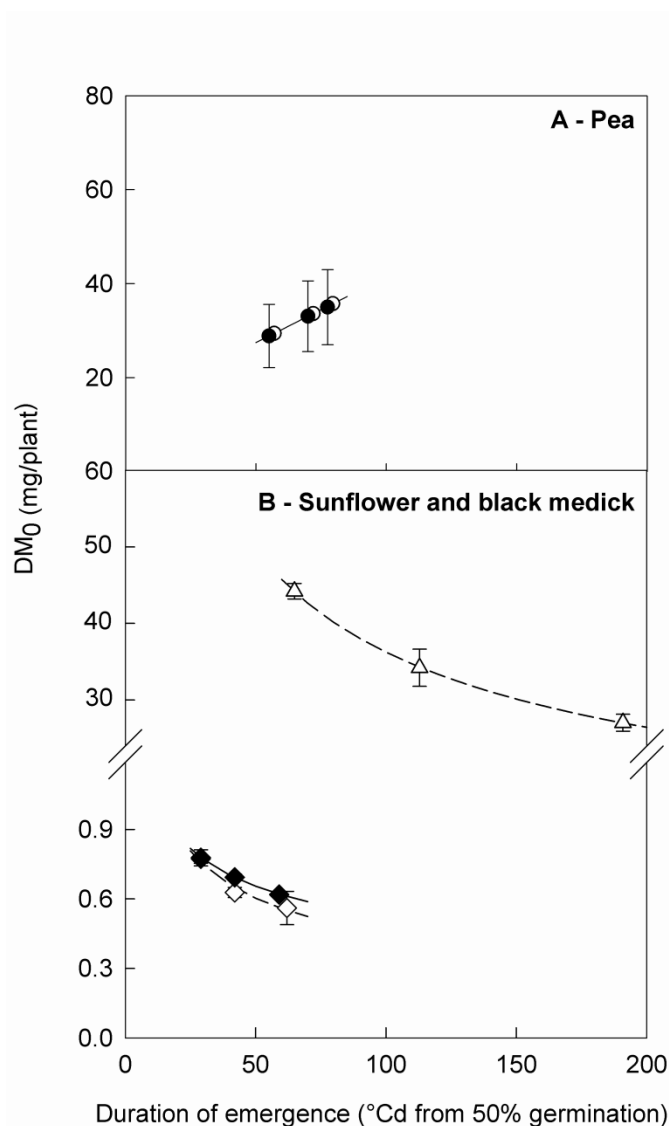 80
A - Pea
60
40
20
60
B - Sunflower and black medick
50
40
30
0.9
0.6
0.3
0.0
0 50 100 150 200
DM0 (mg/plant)
Duration of emergence (°Cd from 50% germination)